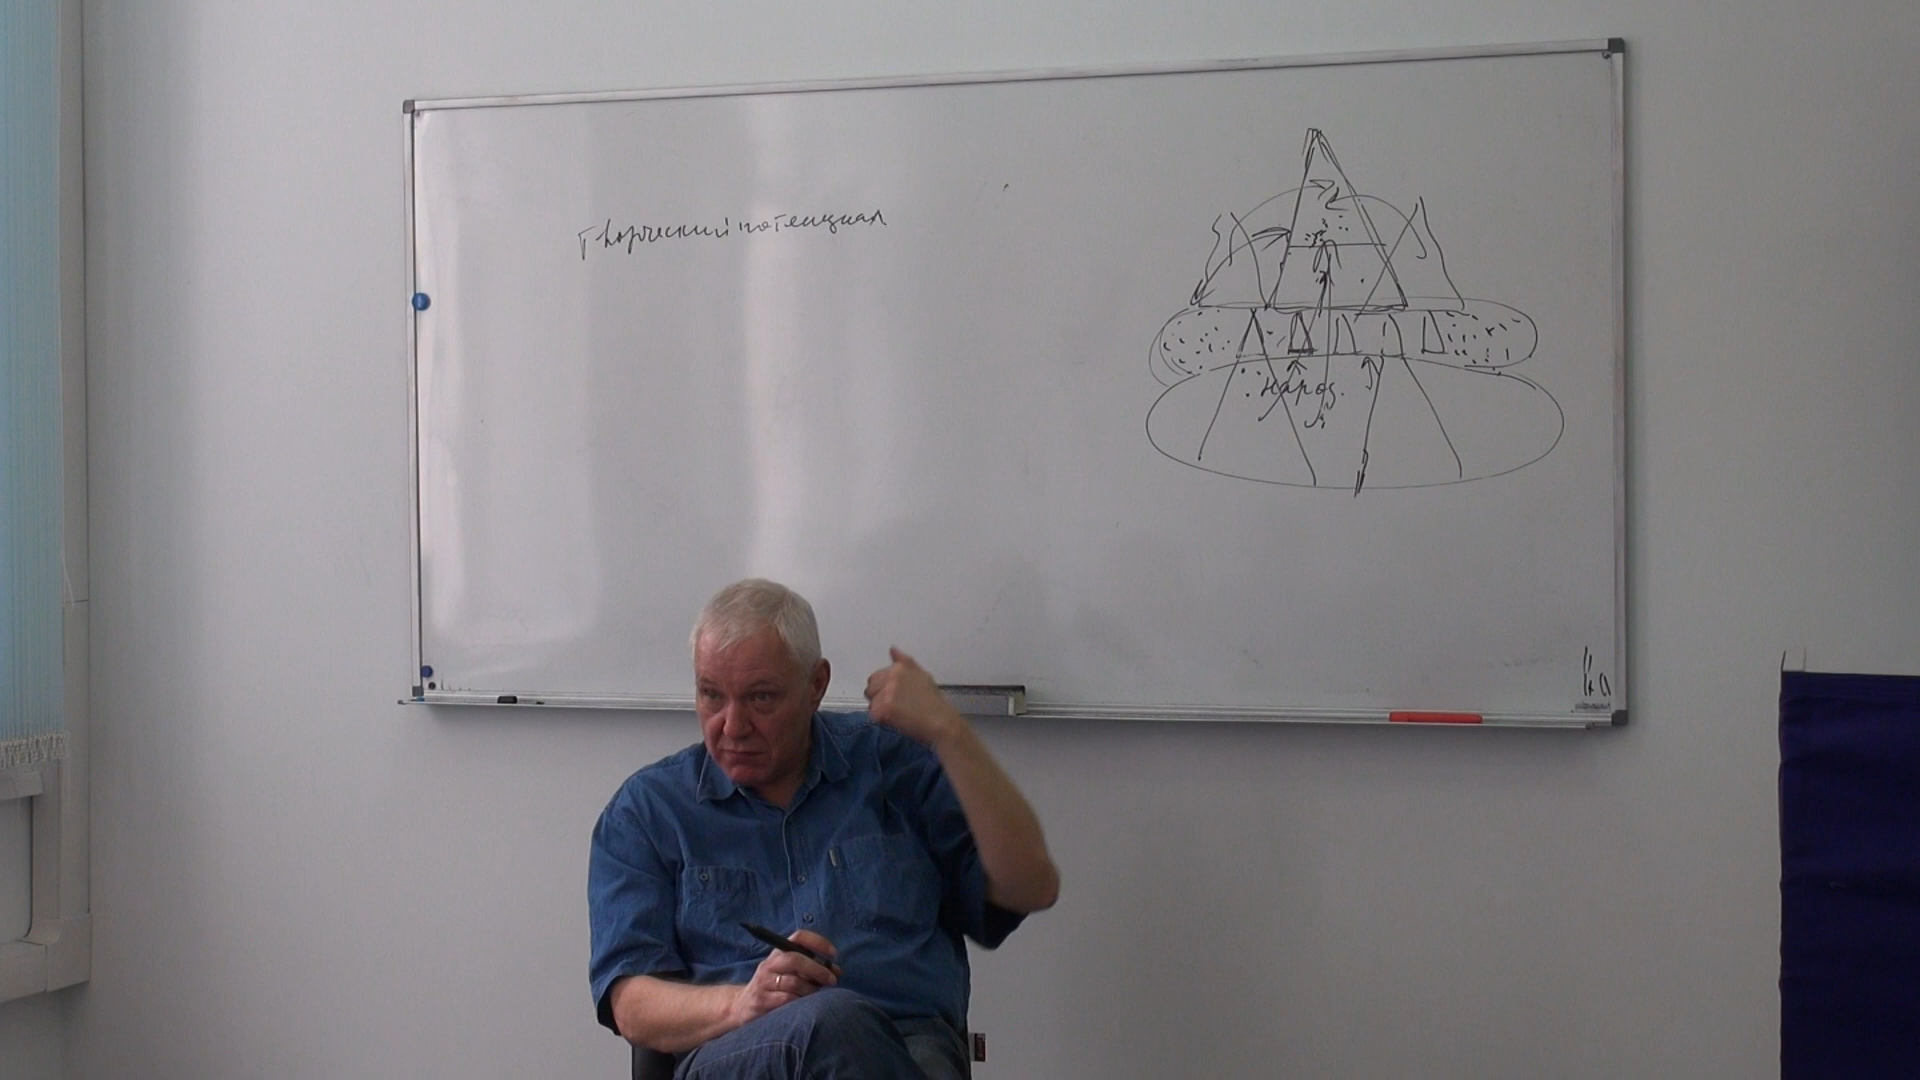 Творческий потенциал
народ.